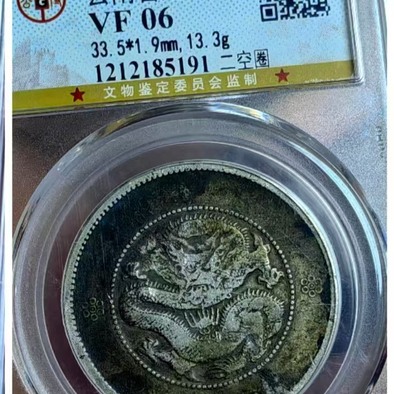 VF 06
33.5*1.9mm,13.3g
1212185191 二空圈
★ 文物鉴定委员会监制 ★